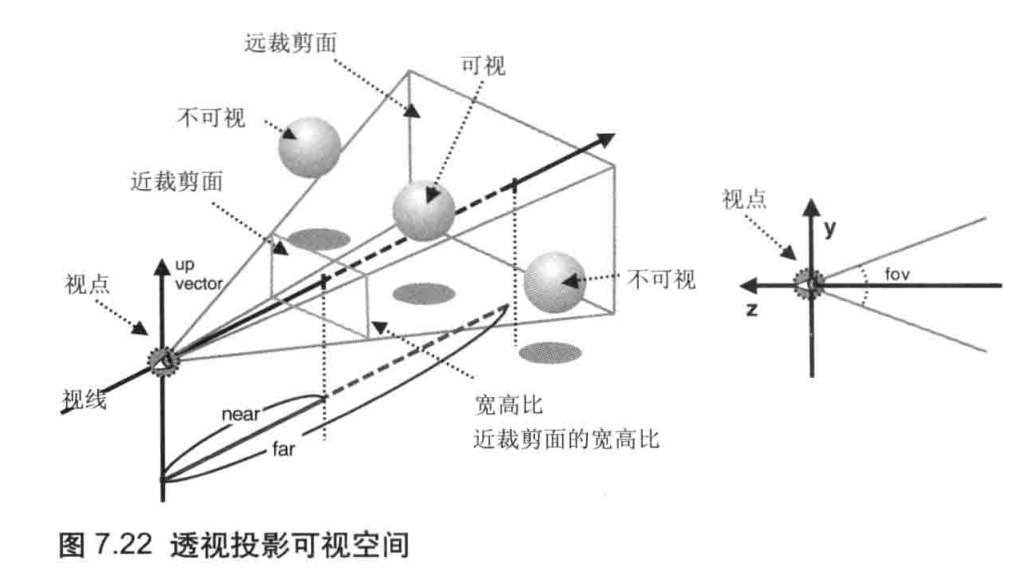 远裁剪面
可视
不可视
近裁剪面
视点
up
vector
视点
y
fov
z
不可视
视线
near
far
宽高比
近裁剪面的宽高比
图 7.22 透视投影可视空间